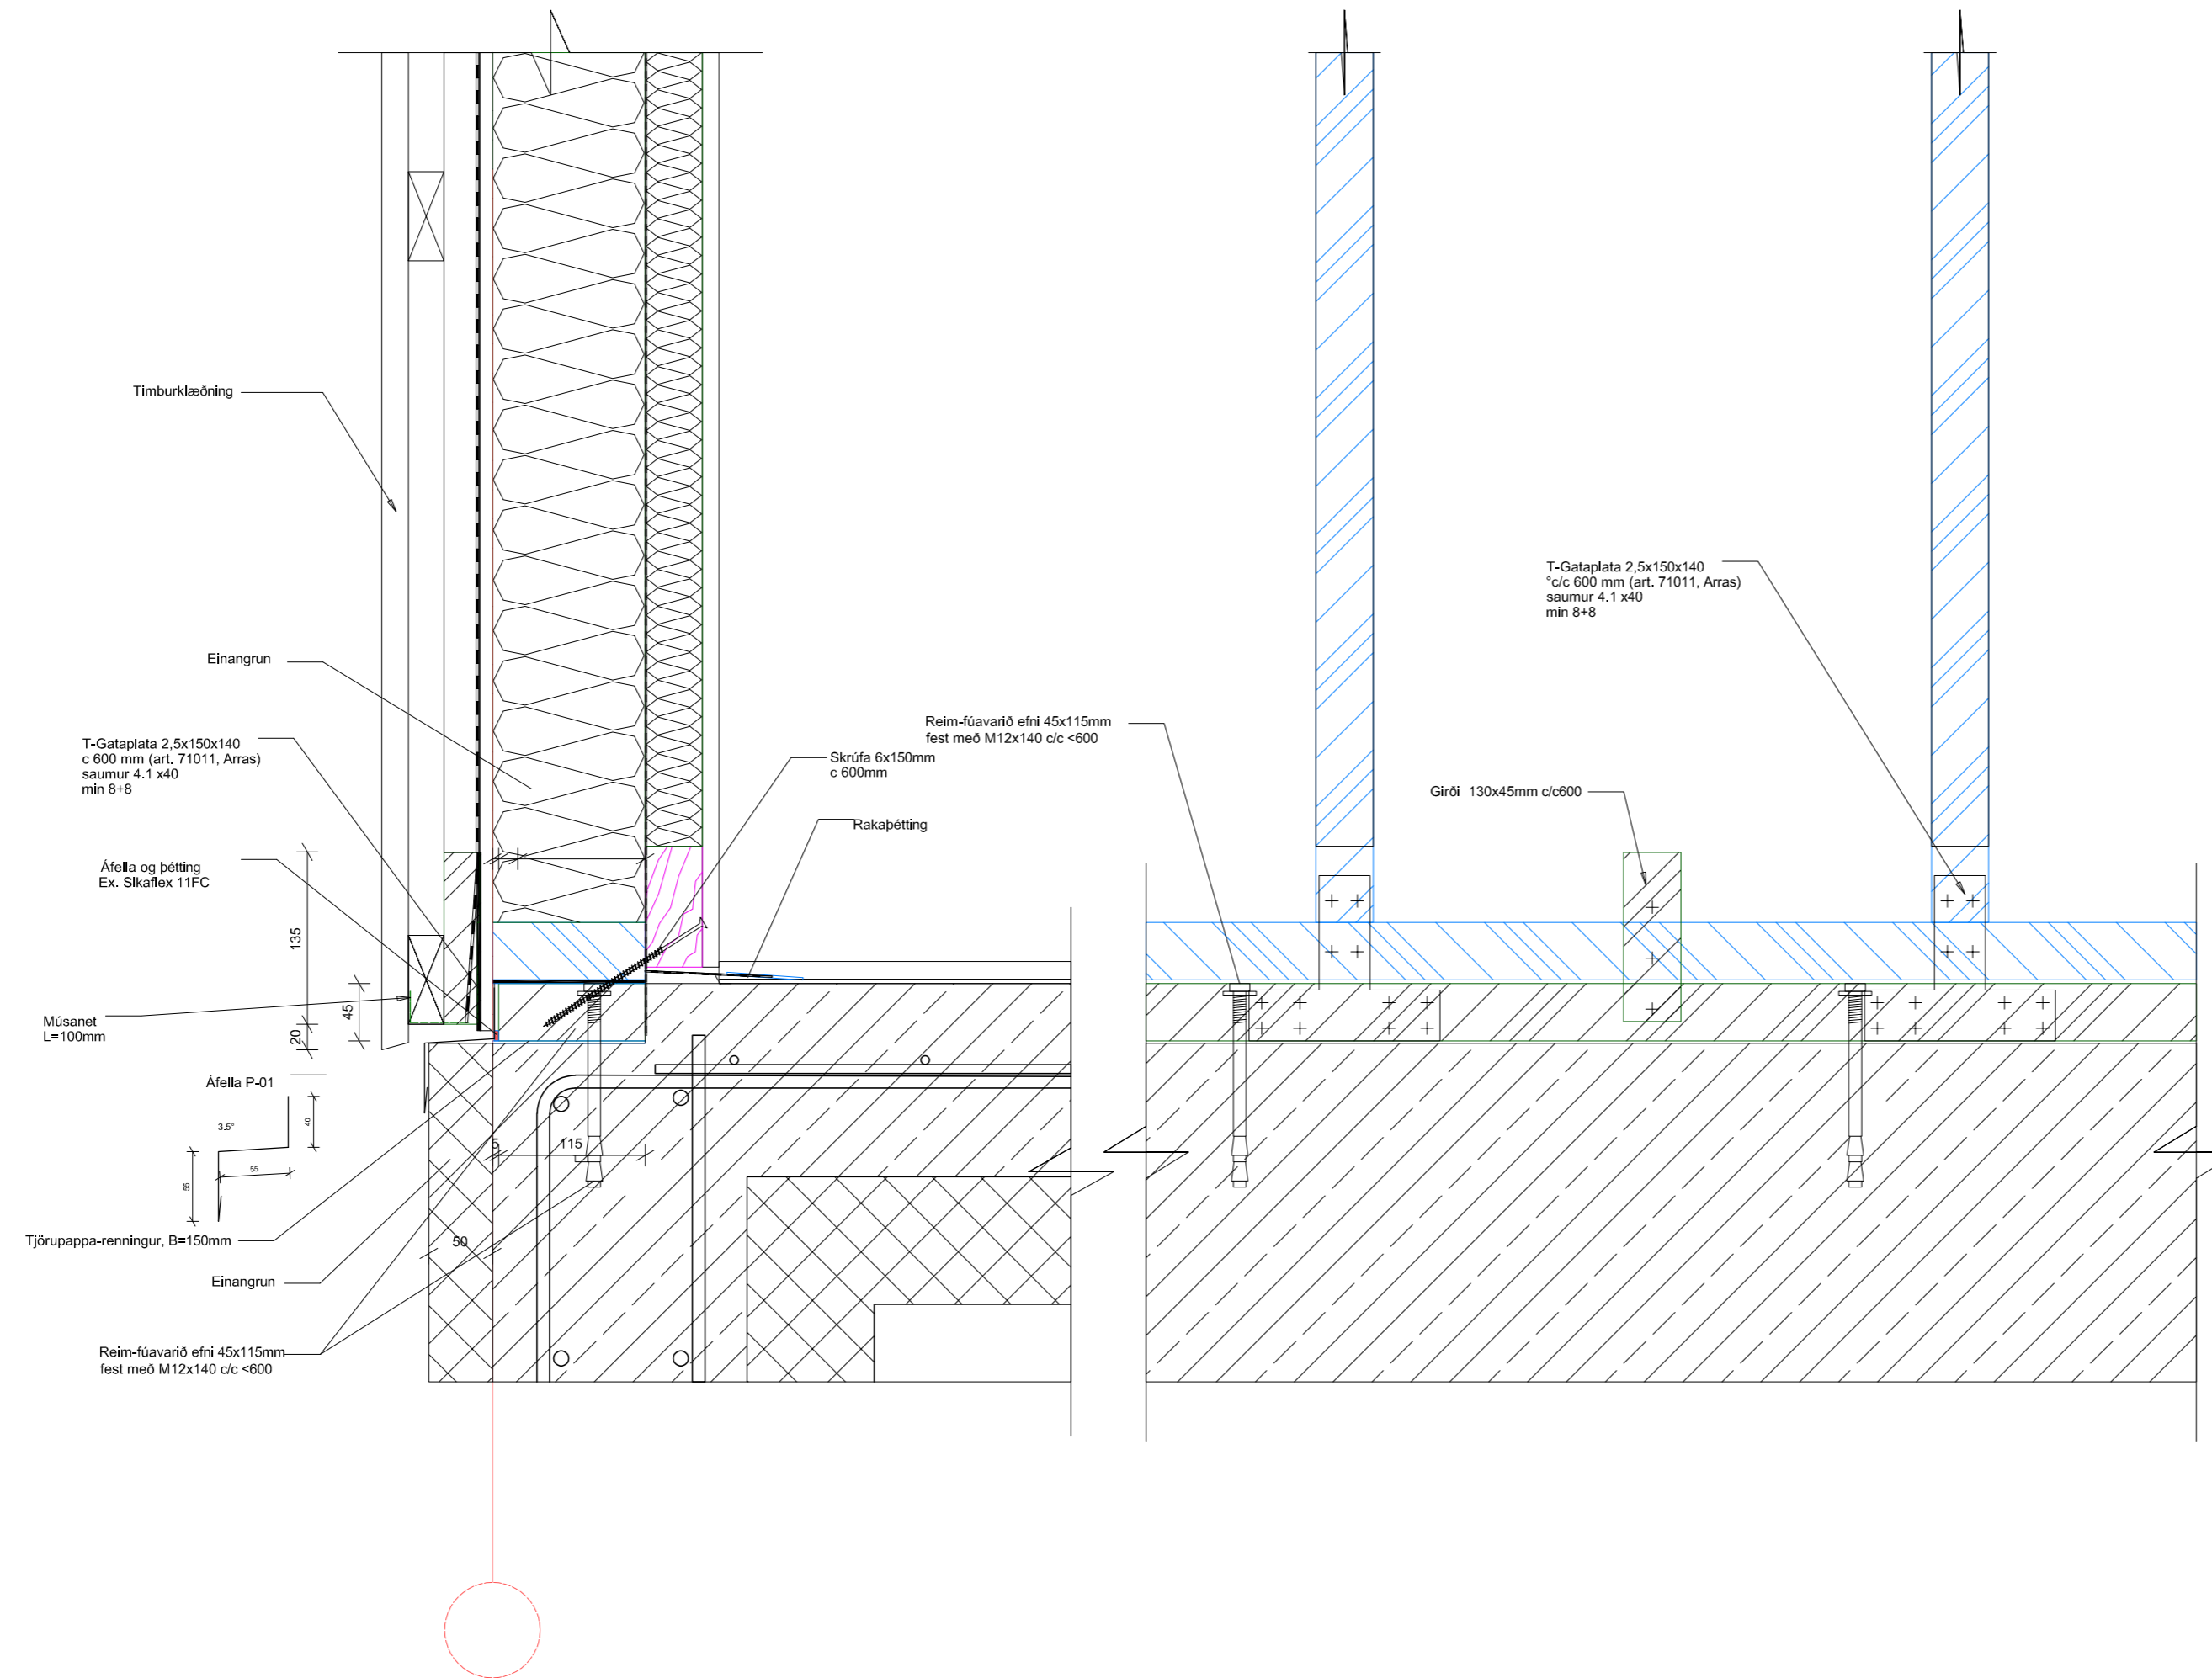 Timburklæðning
Einangrun
T-Gataplata 2,5x150x140
c 600 mm (art. 71011, Arras)
saumur 4.1 x40
min 8+8
Áfella og þétting
Ex. Sikaflex 11FC
135
45
20
Músanet
L=100mm
Áfella P-01
3.5°
40
55
55
Tjörupappa-renningur, B=150mm
Einangrun
Reim-fúavarið efni 45x115mm
fest með M12x140 c/c <600
5
115
50
Skrúfa 6x150mm
c 600mm
Rakaþétting
Reim-fúavarið efni 45x115mm
fest með M12x140 c/c <600
T-Gataplata 2,5x150x140
°c/c 600 mm (art. 71011, Arras)
saumur 4.1 x40
min 8+8
Girði 130x45mm c/c600